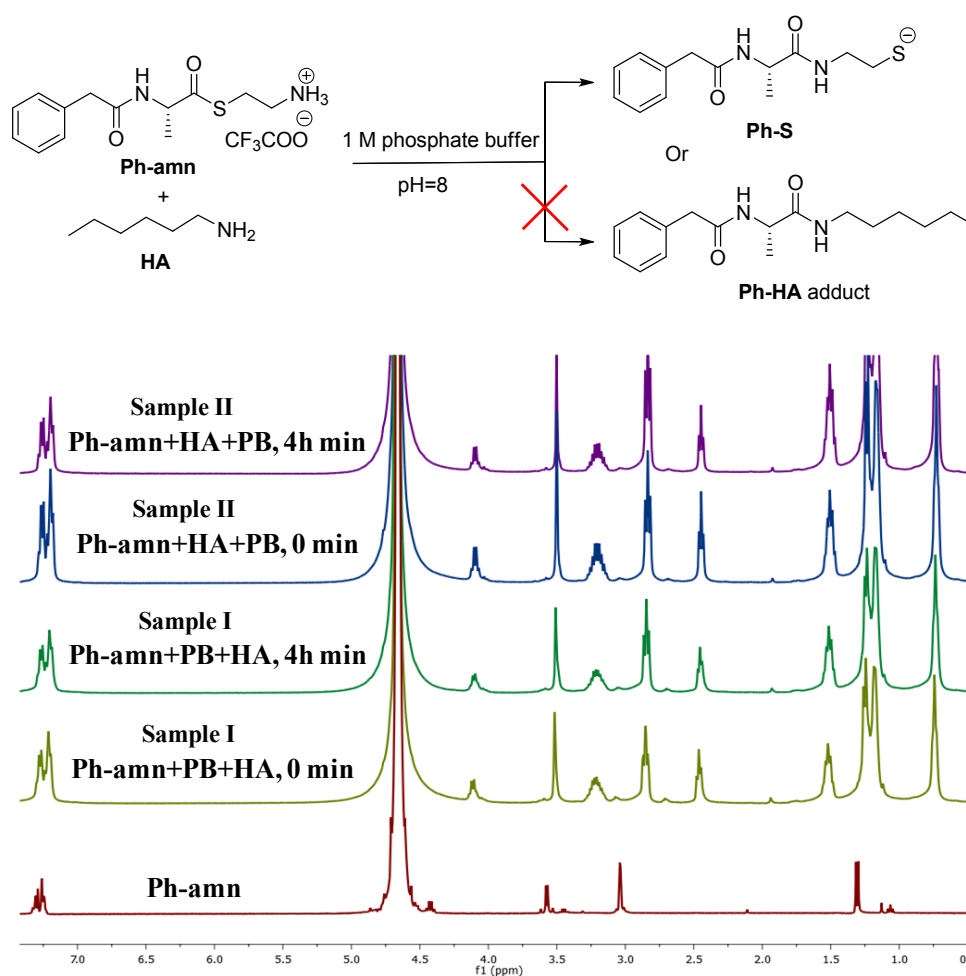 O
H
N
S
NH3
+
O
CF3COO
−
Ph-amn
+
NH2
HA
1 M phosphate buffer
pH=8
H
N
O
N
H
S
−
O
Ph-S
Or
H
N
O
N
H
O
Ph-HA adduct
Sample II
Ph-amn+HA+PB, 4h min
Sample II
Ph-amn+HA+PB, 0 min
Sample I
Ph-amn+PB+HA, 4h min
Sample I
Ph-amn+PB+HA, 0 min
Ph-amn
7.0 6.5 6.0 5.5 5.0 4.5 4.0 3.5 3.0 2.5 2.0 1.5 1.0
f1 (ppm)